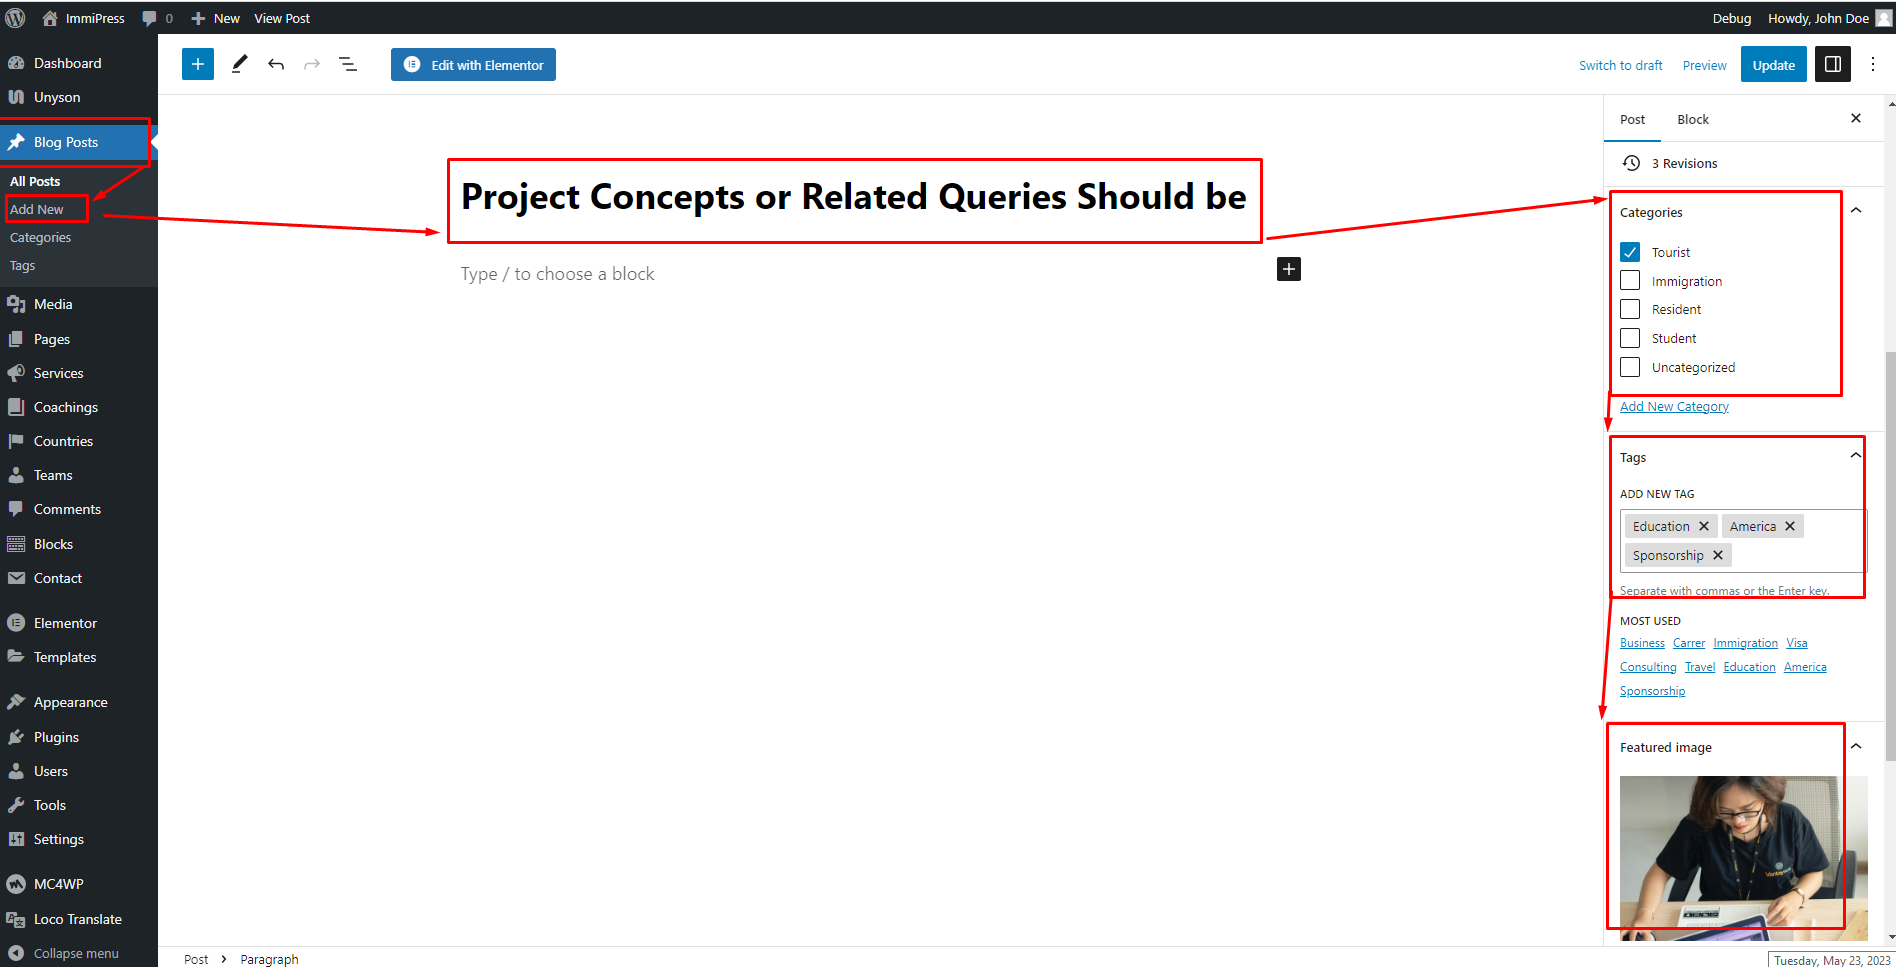 ImmiPress 0 New View Post Debug Howdy, John Doe
Dashboard
Unyson
Blog Posts
All Posts
Add New
Categories
Tags
Media
Pages
Services
Coachings
Countries
Teams
Comments
Blocks
Contact
Elementor
Templates
Appearance
Plugins
Users
Tools
Settings
MC4WP
Loco Translate
Collapse menu
Edit with Elementor Switch to draft Preview Update
Project Concepts or Related Queries Should be
Type / to choose a block
Post Block
3 Revisions
Categories
Tourist
Immigration
Resident
Student
Uncategorized
Add New Category
Tags
ADD NEW TAG
Education America
Sponsorship
Separate with commas or the Enter key.
MOST USED
Business Carrer Immigration Visa
Consulting Travel Education America
Sponsorship
Featured image
Post Paragraph
Tuesday, May 23, 2023